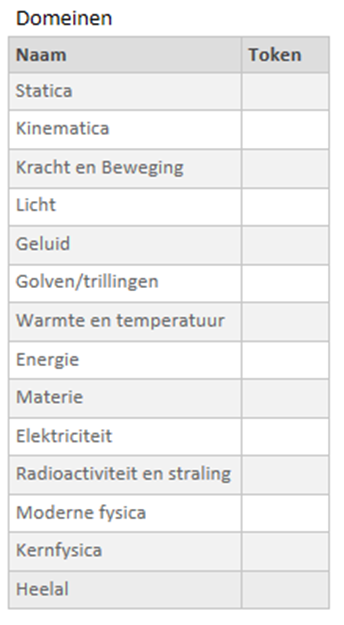 Domeinen
Naam Token
Statica
Kinematica
Kracht en Beweging
Licht
Geluid
Golven/trillingen
Warmte en temperatuur
Energie
Materie
Elektriciteit
Radioactiviteit en straling
Moderne fysica
Kernfysica
Heelal